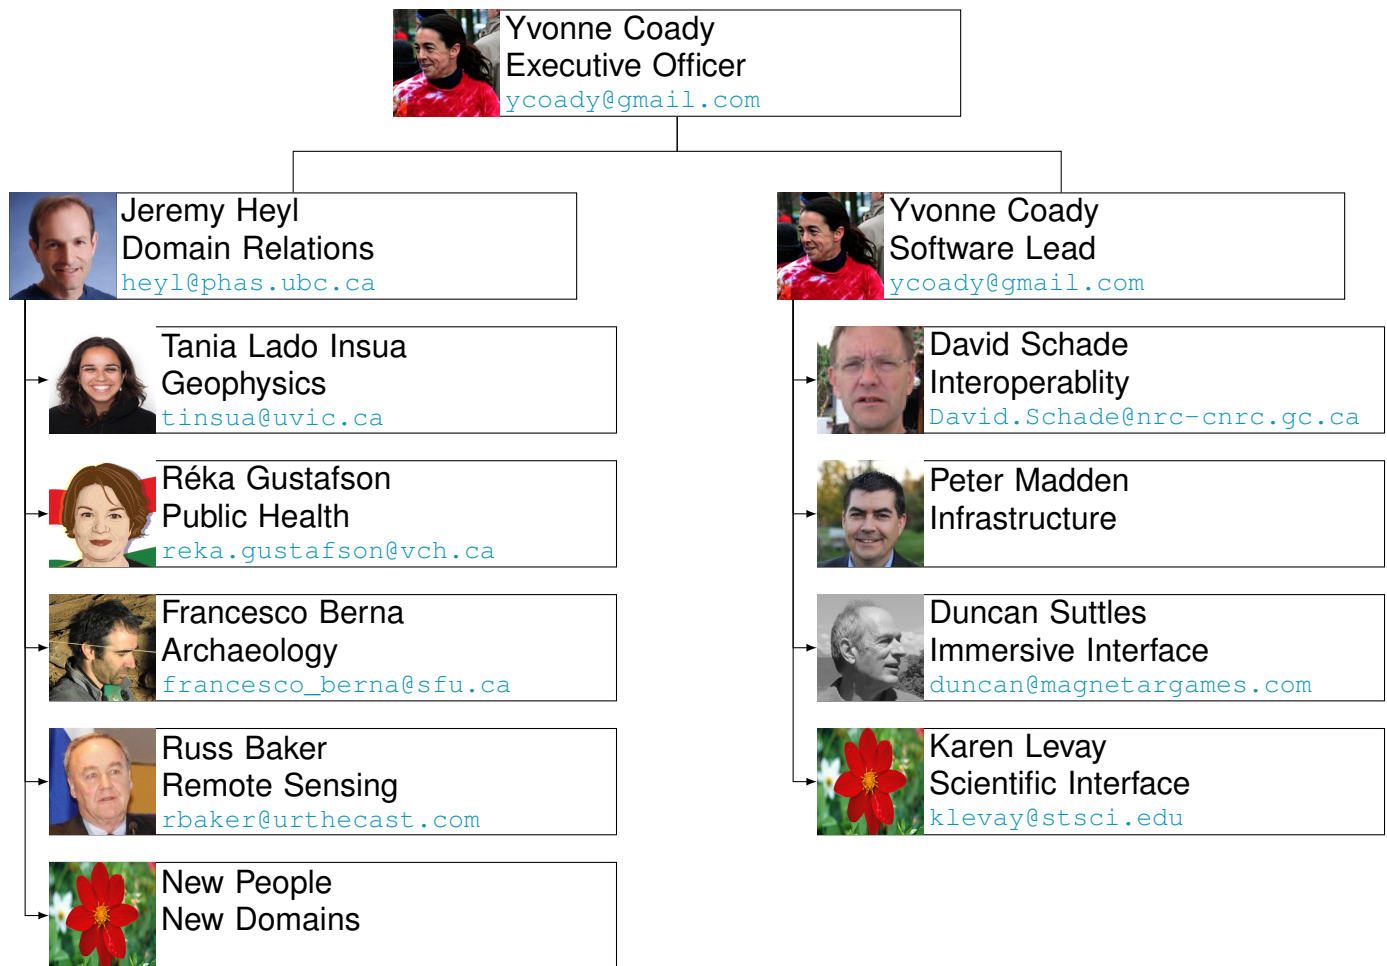 Yvonne Coady
Executive Officer
ycoady@gmail.com
Jeremy Heyl
Domain Relations
heyl@phas.ubc.ca
Tania Lado Insua
Geophysics
tinsua@uvic.ca
Réka Gustafson
Public Health
reka.gustafson@vch.ca
Francesco Berna
Archaeology
francesco_berna@sfu.ca
Russ Baker
Remote Sensing
rbaker@urthecast.com
New People
New Domains
Yvonne Coady
Software Lead
ycoady@gmail.com
David Schade
Interoperablity
David.Schade@nrc-cnrc.gc.ca
Peter Madden
Infrastructure
Duncan Suttles
Immersive Interface
duncan@magnetargames.com
Karen Levay
Scientific Interface
klevay@stsci.edu